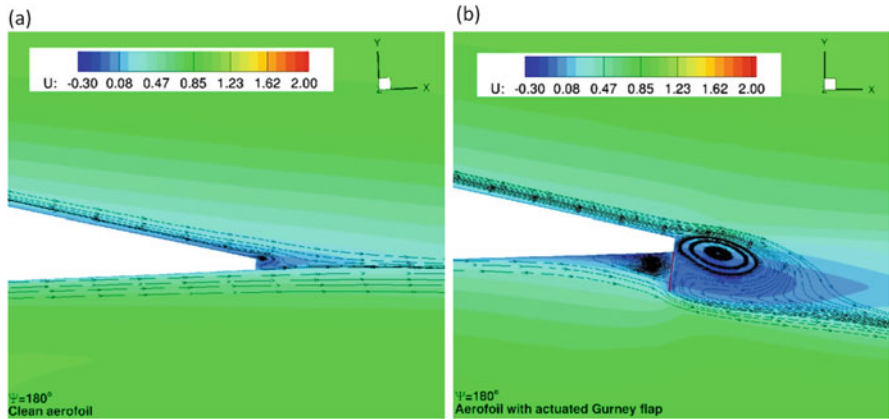 (a)
U: -0.30 0.08 0.47 0.85 1.23 1.62 2.00
Y
X
Ψ=180°
Clean aerofoil
(b)
U: -0.30 0.08 0.47 0.85 1.23 1.62 2.00
Y
X
Ψ=180°
Aerofoil with actuated Gurney flap